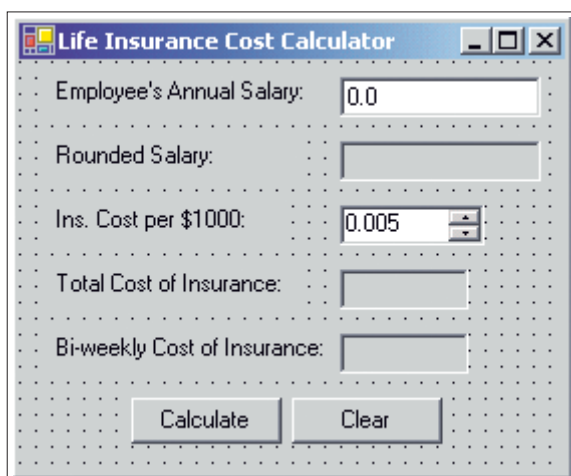 Life Insurance Cost Calculator
Employee's Annual Salary: 0.0
Rounded Salary:
Ins. Cost per $1000: 0.005
Total Cost of Insurance:
Bi-weekly Cost of Insurance:
Calculate Clear